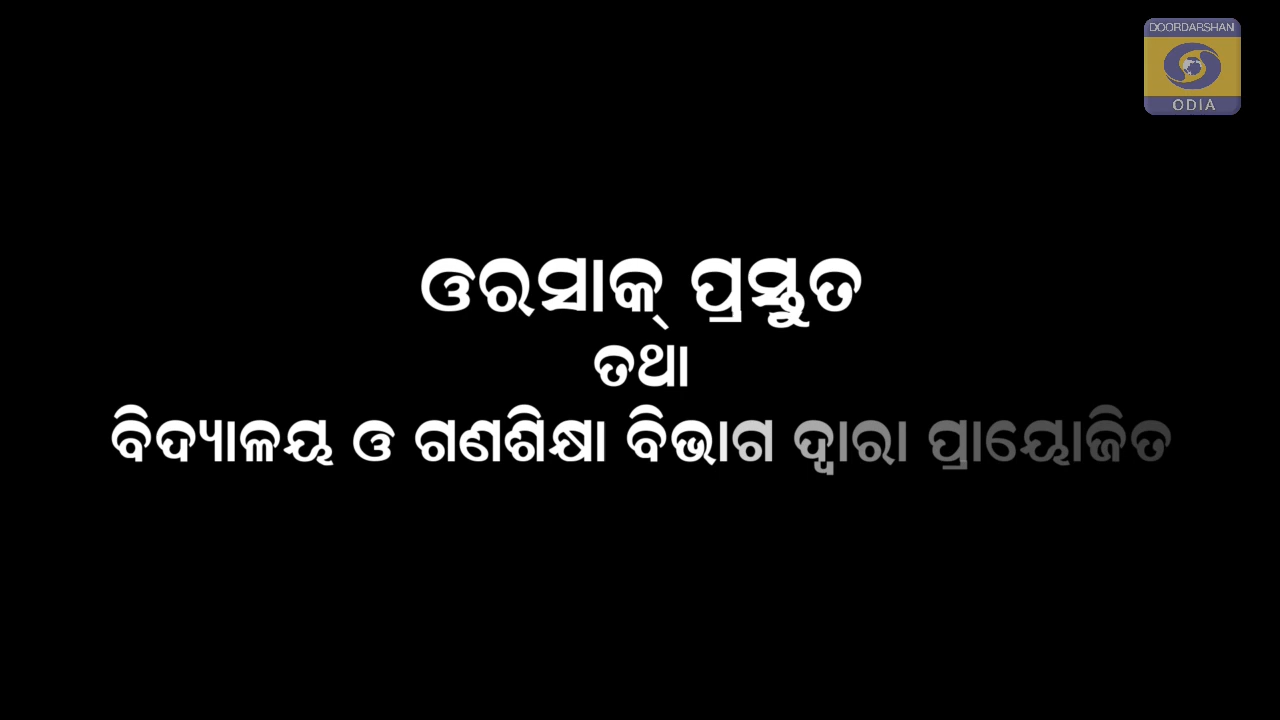 DOORDARSHAN
ODIA
ଓରସାକ୍ ପ୍ରସ୍ତୁତ
ତଥା
ବିଦ୍ୟାଳୟ ଓ ଗଣଶିକ୍ଷା ବିଭାଗ ଦ୍ୱାରା ପ୍ରାୟୋଜିତ